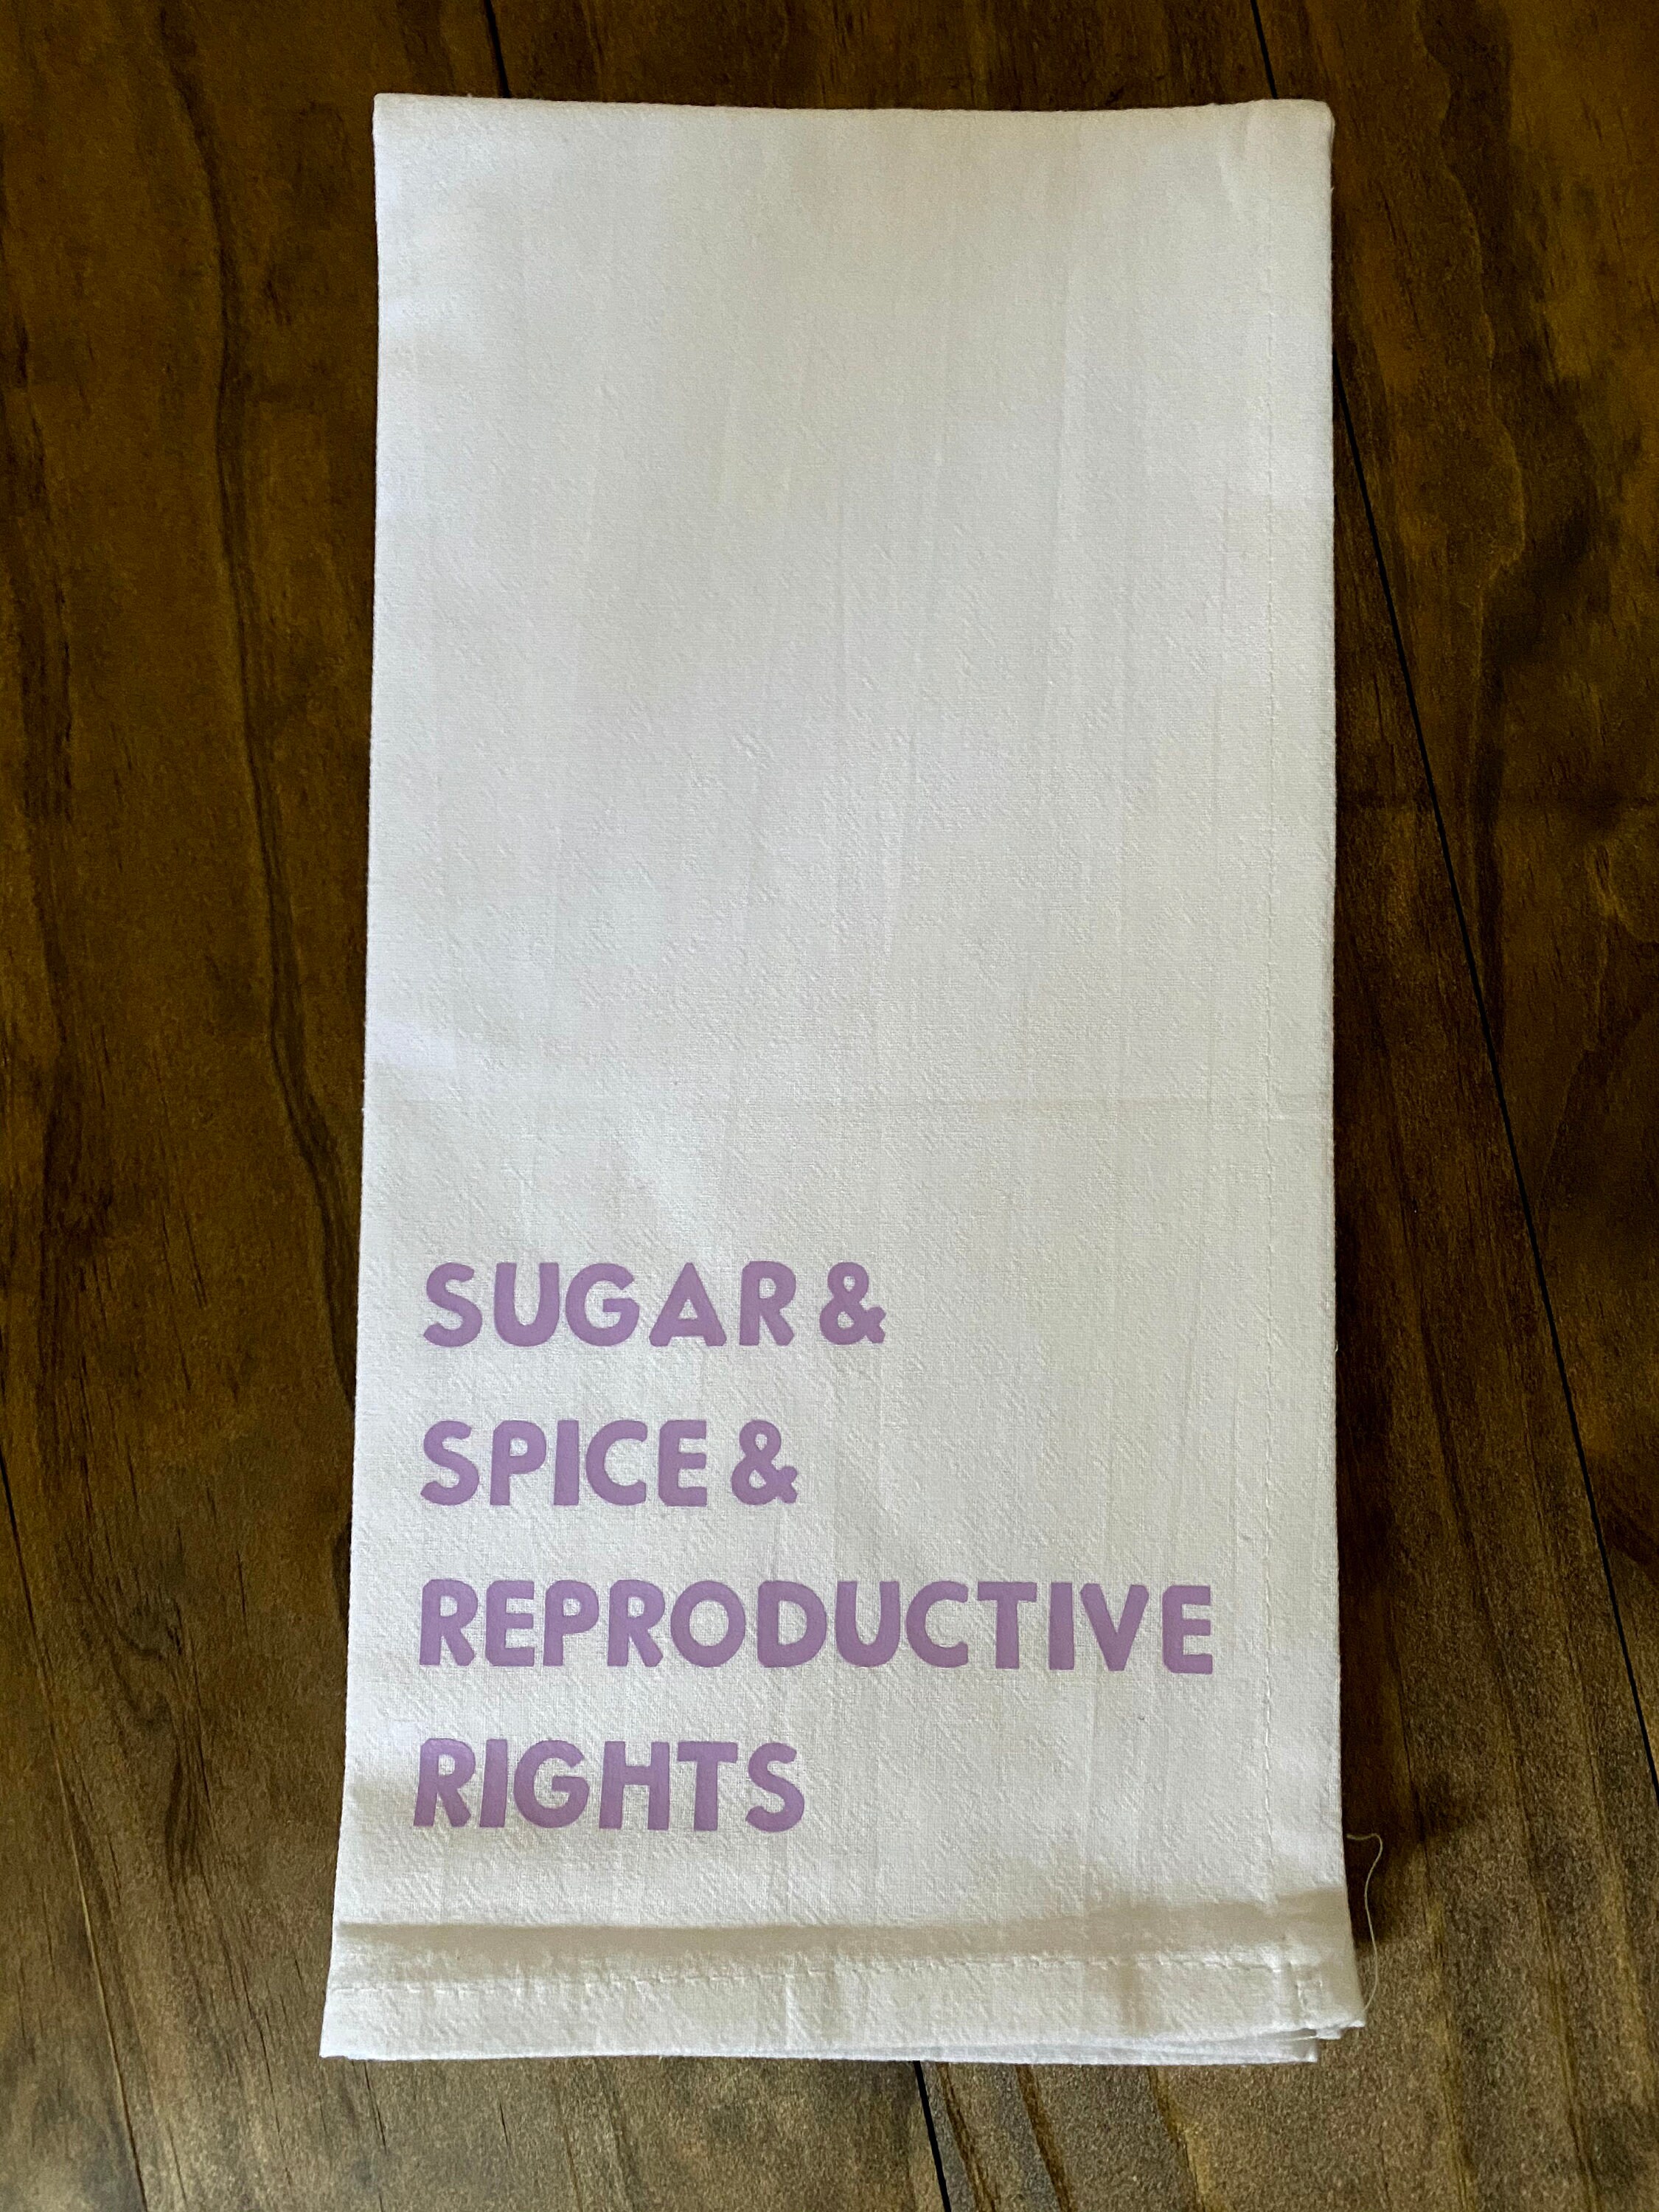 SUGAR &
SPICE &
REPRODUCTIVE
RIGHTS